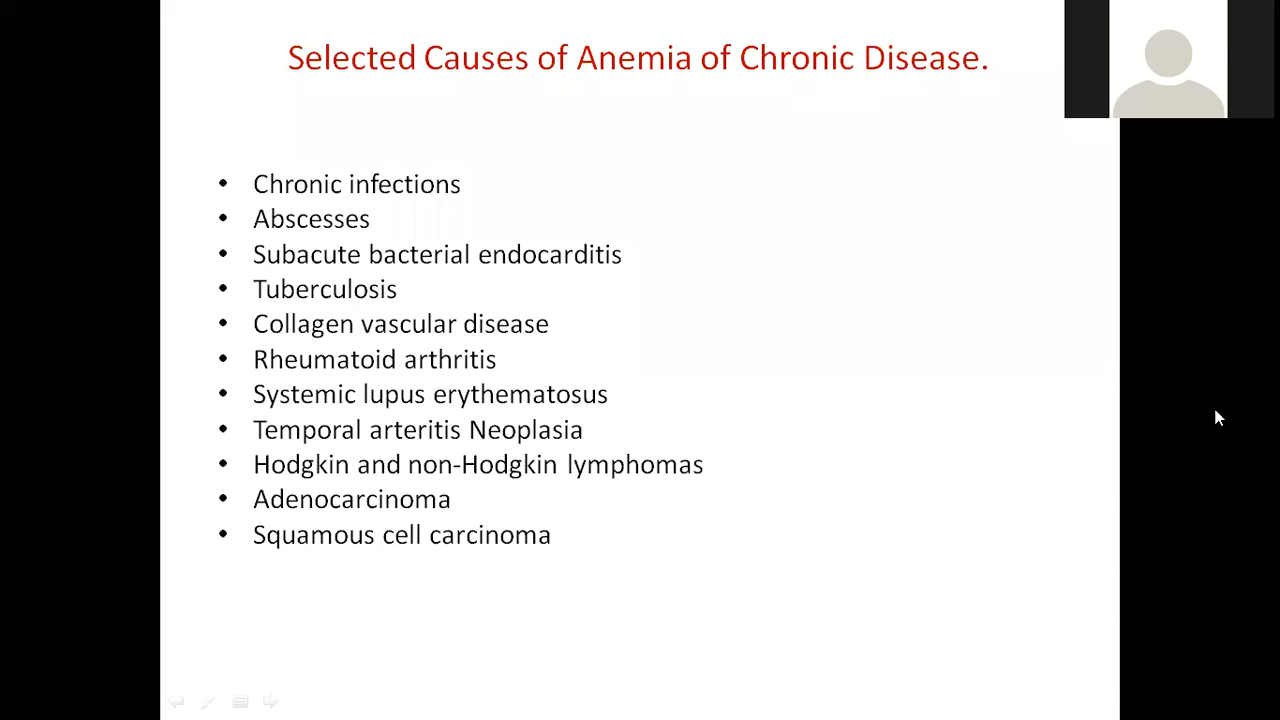 Selected Causes of Anemia of Chronic Disease.
• Chronic infections
• Abscesses
• Subacute bacterial endocarditis
• Tuberculosis
• Collagen vascular disease
• Rheumatoid arthritis
• Systemic lupus erythematosus
• Temporal arteritis Neoplasia
• Hodgkin and non-Hodgkin lymphomas
• Adenocarcinoma
• Squamous cell carcinoma